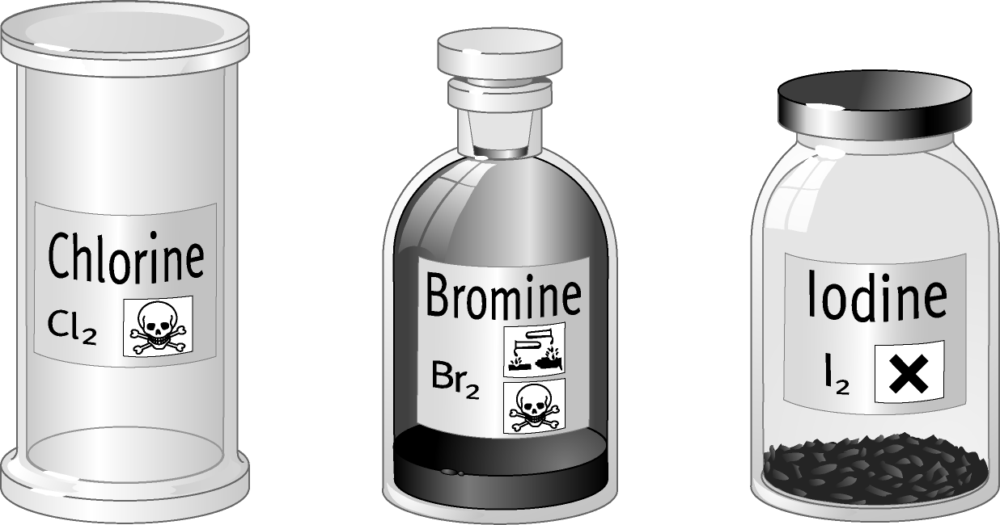 Chlorine
Cl₂
Bromine
Br₂
Iodine
I₂